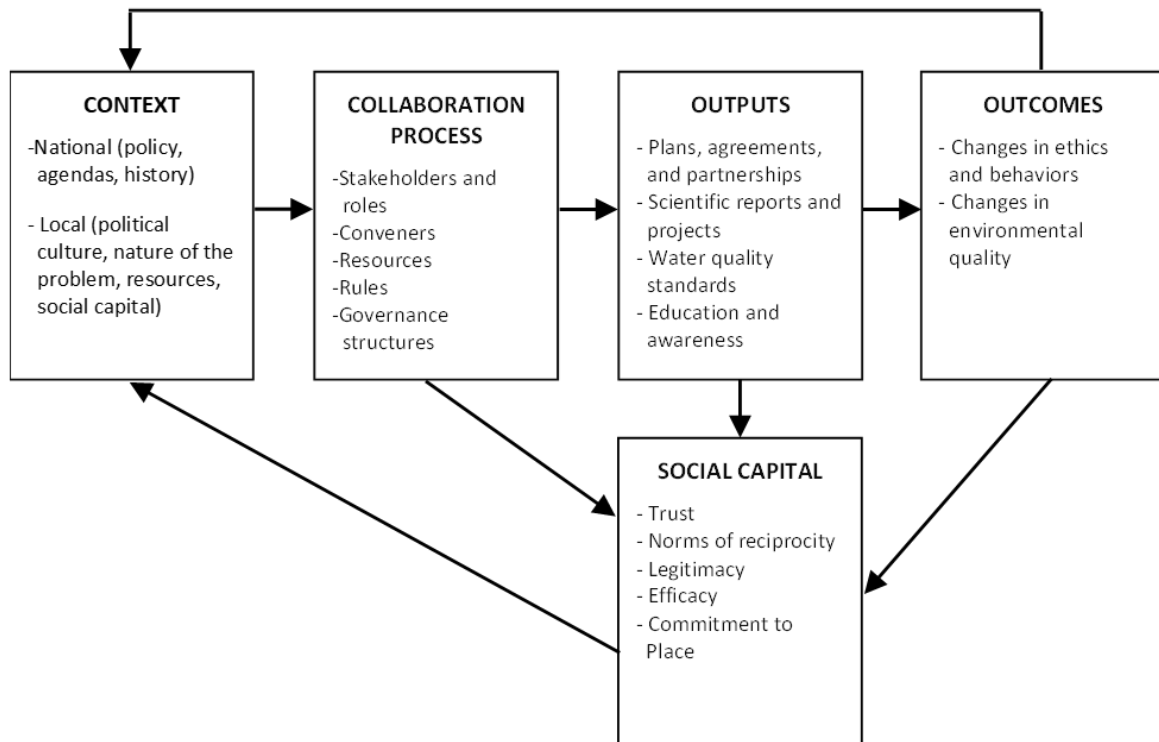 CONTEXT
-National (policy,
agendas, history)
- Local (political
culture, nature of the
problem, resources,
social capital)
COLLABORATION
PROCESS
-Stakeholders and
roles
-Conveners
-Resources
-Rules
-Governance
structures
OUTPUTS
- Plans, agreements,
and partnerships
- Scientific reports and
projects
- Water quality
standards
- Education and
awareness
OUTCOMES
- Changes in ethics
and behaviors
- Changes in
environmental
quality
SOCIAL CAPITAL
- Trust
- Norms of reciprocity
- Legitimacy
- Efficacy
- Commitment to
Place